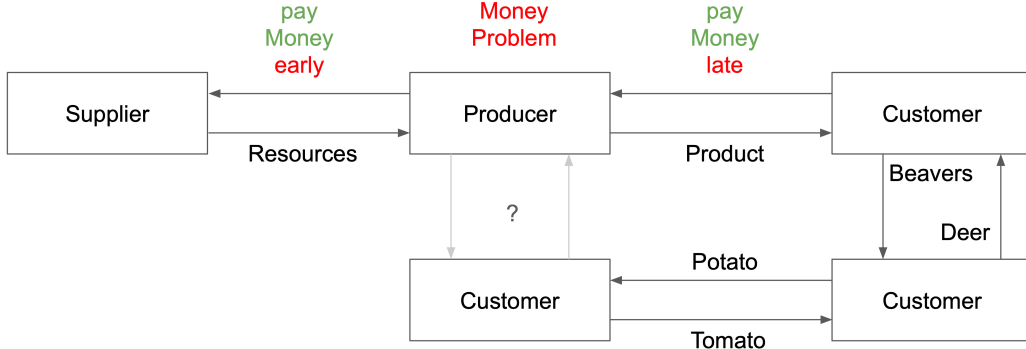 pay
Money
early
Money
Problem
pay
Money
late
Supplier
Producer
Customer
Resources
Product
Beavers
?
Deer
Potato
Customer
Customer
Tomato